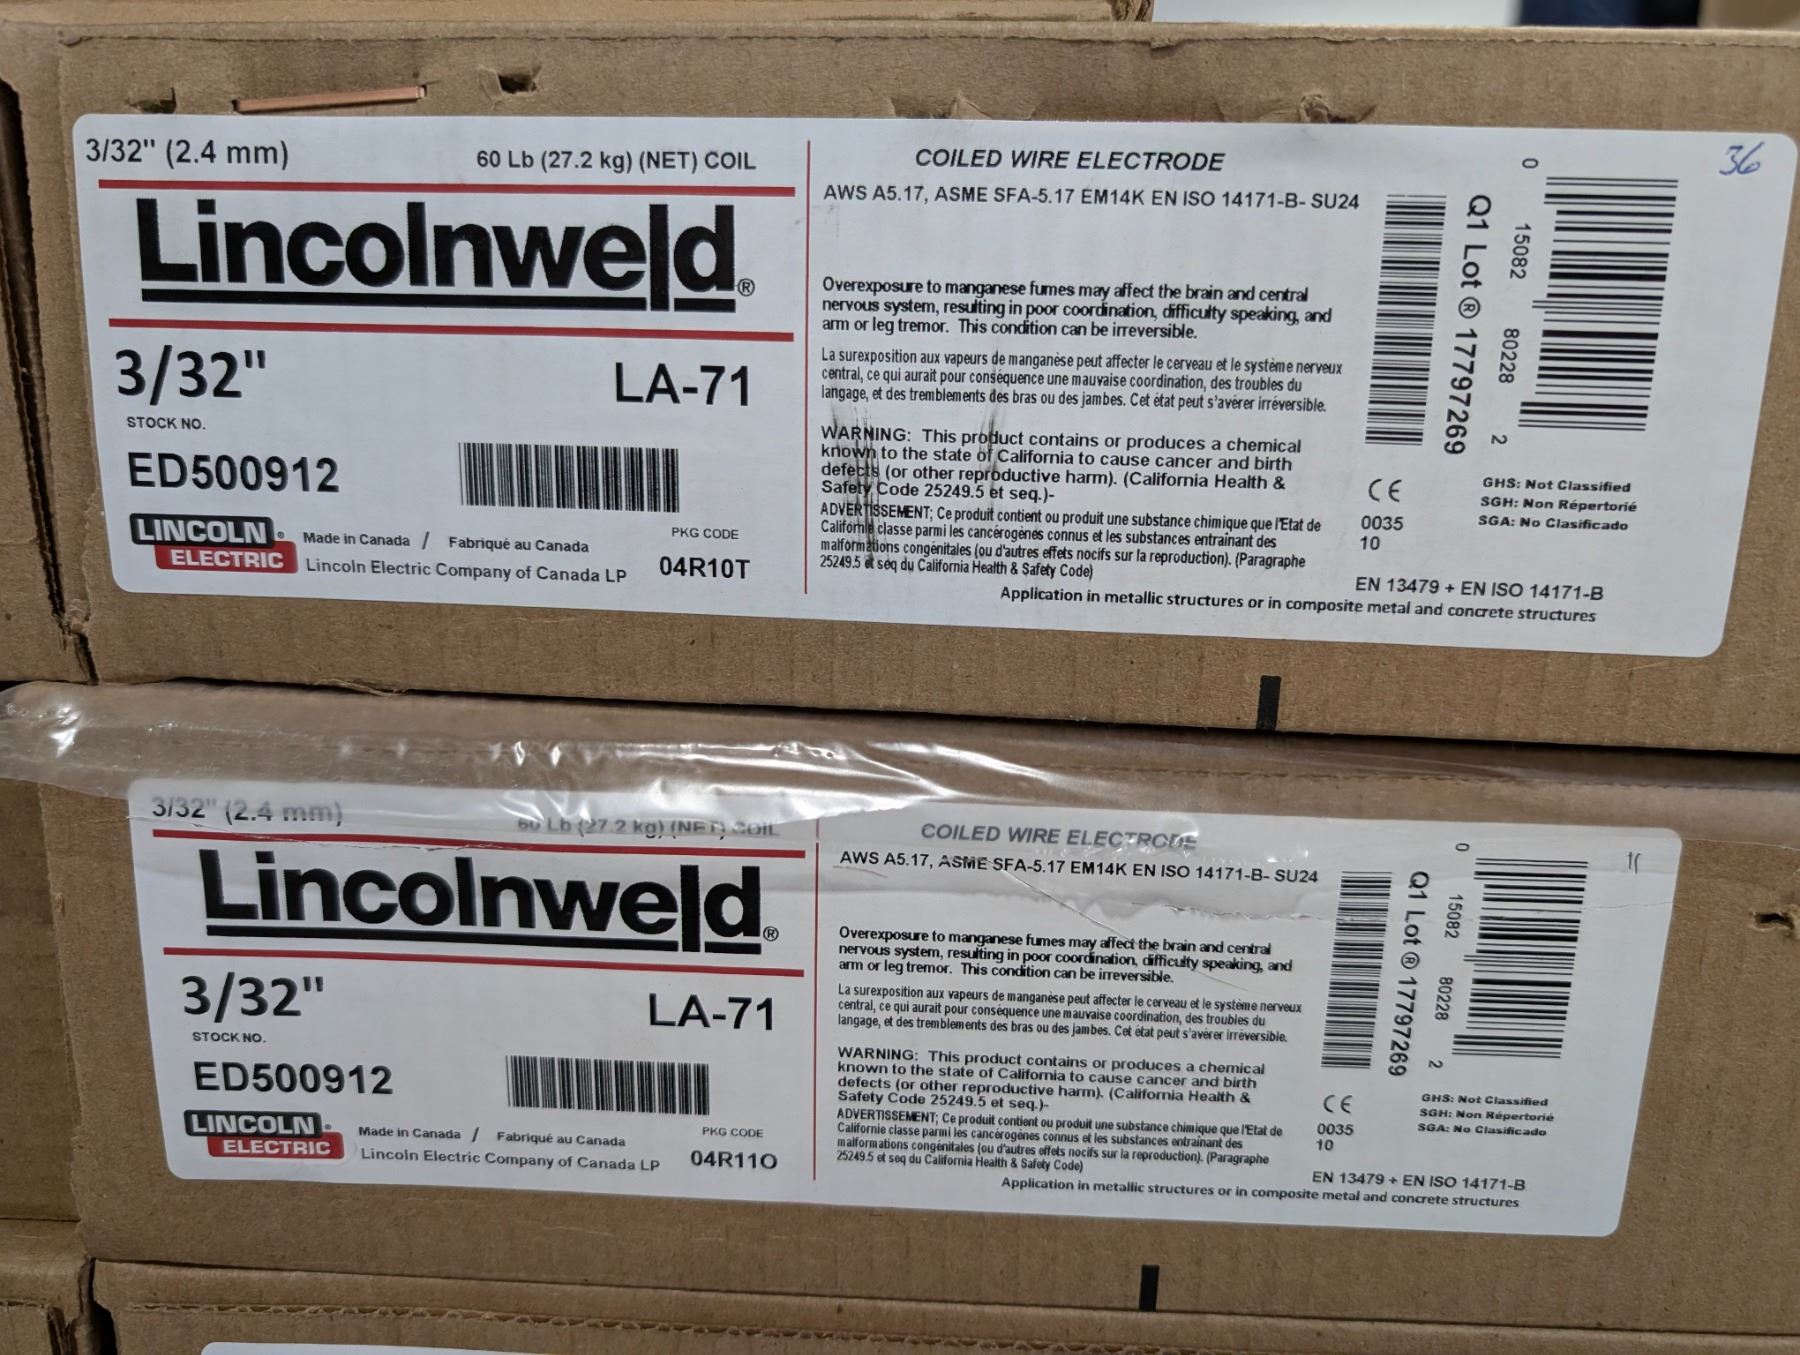 3/32" (2.4 mm)
60 Lb (27.2 kg) (NET) COIL
Lincolnweld®
3/32"
LA-71
STOCK NO.
ED500912
LINCOLN®
ELECTRIC
Made in Canada / Fabriqué au Canada
Lincoln Electric Company of Canada LP
PKG CODE
04R10T
COILED WIRE ELECTRODE
AWS A5.17, ASME SFA-5.17 EM14K EN ISO 14171-B- SU24
Overexposure to manganese fumes may affect the brain and central
nervous system, resulting in poor coordination, difficulty speaking, and
arm or leg tremor. This condition can be irreversible.
La surexposition aux vapeurs de manganèse peut affecter le cerveau et le système nerveux
central, ce qui aurait pour conséquence une mauvaise coordination, des troubles du
langage, et des tremblements des bras ou des jambes. Cet état peut s'avérer irréversible.
WARNING: This product contains or produces a chemical
known to the state of California to cause cancer and birth
defects (or other reproductive harm). (California Health &
Safety Code 25249.5 et seq.)-
ADVERTISSEMENT; Ce produit contient ou produit une substance chimique que l'Etat de
Californie classe parmi les cancérogènes connus et les substances entraînant des
malformations congénitales (ou d'autres effets nocifs sur la reproduction). (Paragraphe
25249.5 et séq du California Health & Safety Code)
Q1 Lot ® 17797269
0 15082 80228 2
36
CE
0035
10
GHS: Not Classified
SGH: Non Répertorié
SGA: No Clasificado
EN 13479 + EN ISO 14171-B
Application in metallic structures or in composite metal and concrete structures
3/32" (2.4 mm)
60 Lb (27.2 kg) (NET) COIL
Lincolnweld®
3/32"
LA-71
STOCK NO.
ED500912
LINCOLN®
ELECTRIC
Made in Canada / Fabriqué au Canada
Lincoln Electric Company of Canada LP
PKG CODE
04R11O
COILED WIRE ELECTRODE
AWS A5.17, ASME SFA-5.17 EM14K EN ISO 14171-B- SU24
Overexposure to manganese fumes may affect the brain and central
nervous system, resulting in poor coordination, difficulty speaking, and
arm or leg tremor. This condition can be irreversible.
La surexposition aux vapeurs de manganèse peut affecter le cerveau et le système nerveux
central, ce qui aurait pour conséquence une mauvaise coordination, des troubles du
langage, et des tremblements des bras ou des jambes. Cet état peut s'avérer irréversible.
WARNING: This product contains or produces a chemical
known to the state of California to cause cancer and birth
defects (or other reproductive harm). (California Health &
Safety Code 25249.5 et seq.)-
ADVERTISSEMENT; Ce produit contient ou produit une substance chimique que l'Etat de
Californie classe parmi les cancérogènes connus et les substances entraînant des
malformations congénitales (ou d'autres effets nocifs sur la reproduction). (Paragraphe
25249.5 et seq du California Health & Safety Code)
Q1 Lot ® 17797269
0 15082 80228 2
CE
0035
10
GHS: Not Classified
SGH: Non Répertorié
SGA: No Clasificado
EN 13479 + EN ISO 14171-B
Application in metallic structures or in composite metal and concrete structures